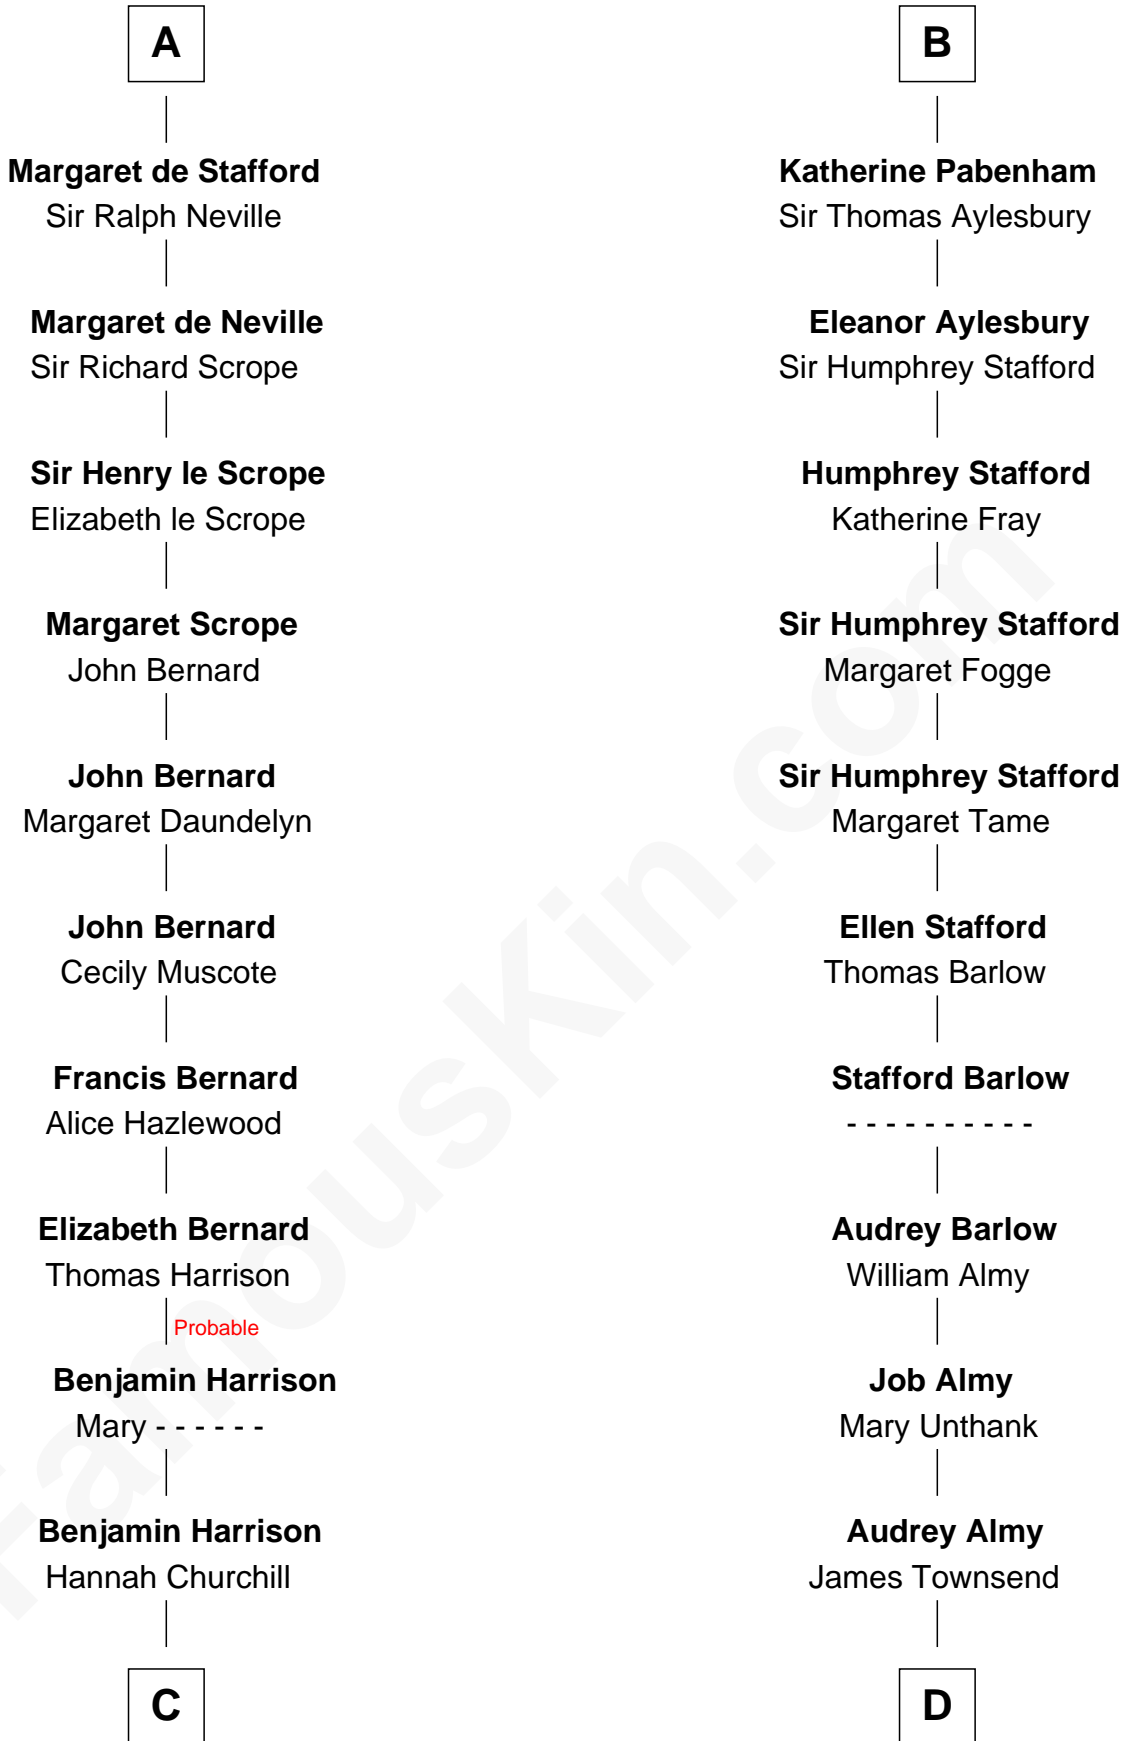 A
Margaret de Stafford
Sir Ralph Neville
Margaret de Neville
Sir Richard Scrope
Sir Henry le Scrope
Elizabeth le Scrope
Margaret Scrope
John Bernard
John Bernard
Margaret Daundelyn
John Bernard
Cecily Muscote
Francis Bernard
Alice Hazlewood
Elizabeth Bernard
Thomas Harrison
Probable
Benjamin Harrison
Mary - - - - - -
Benjamin Harrison
Hannah Churchill
C
B
Katherine Pabenham
Sir Thomas Aylesbury
Eleanor Aylesbury
Sir Humphrey Stafford
Humphrey Stafford
Katherine Fray
Sir Humphrey Stafford
Margaret Fogge
Sir Humphrey Stafford
Margaret Tame
Ellen Stafford
Thomas Barlow
Stafford Barlow
- - - - - - - - - -
Audrey Barlow
William Almy
Job Almy
Mary Unthank
Audrey Almy
James Townsend
D
FamousKin.com